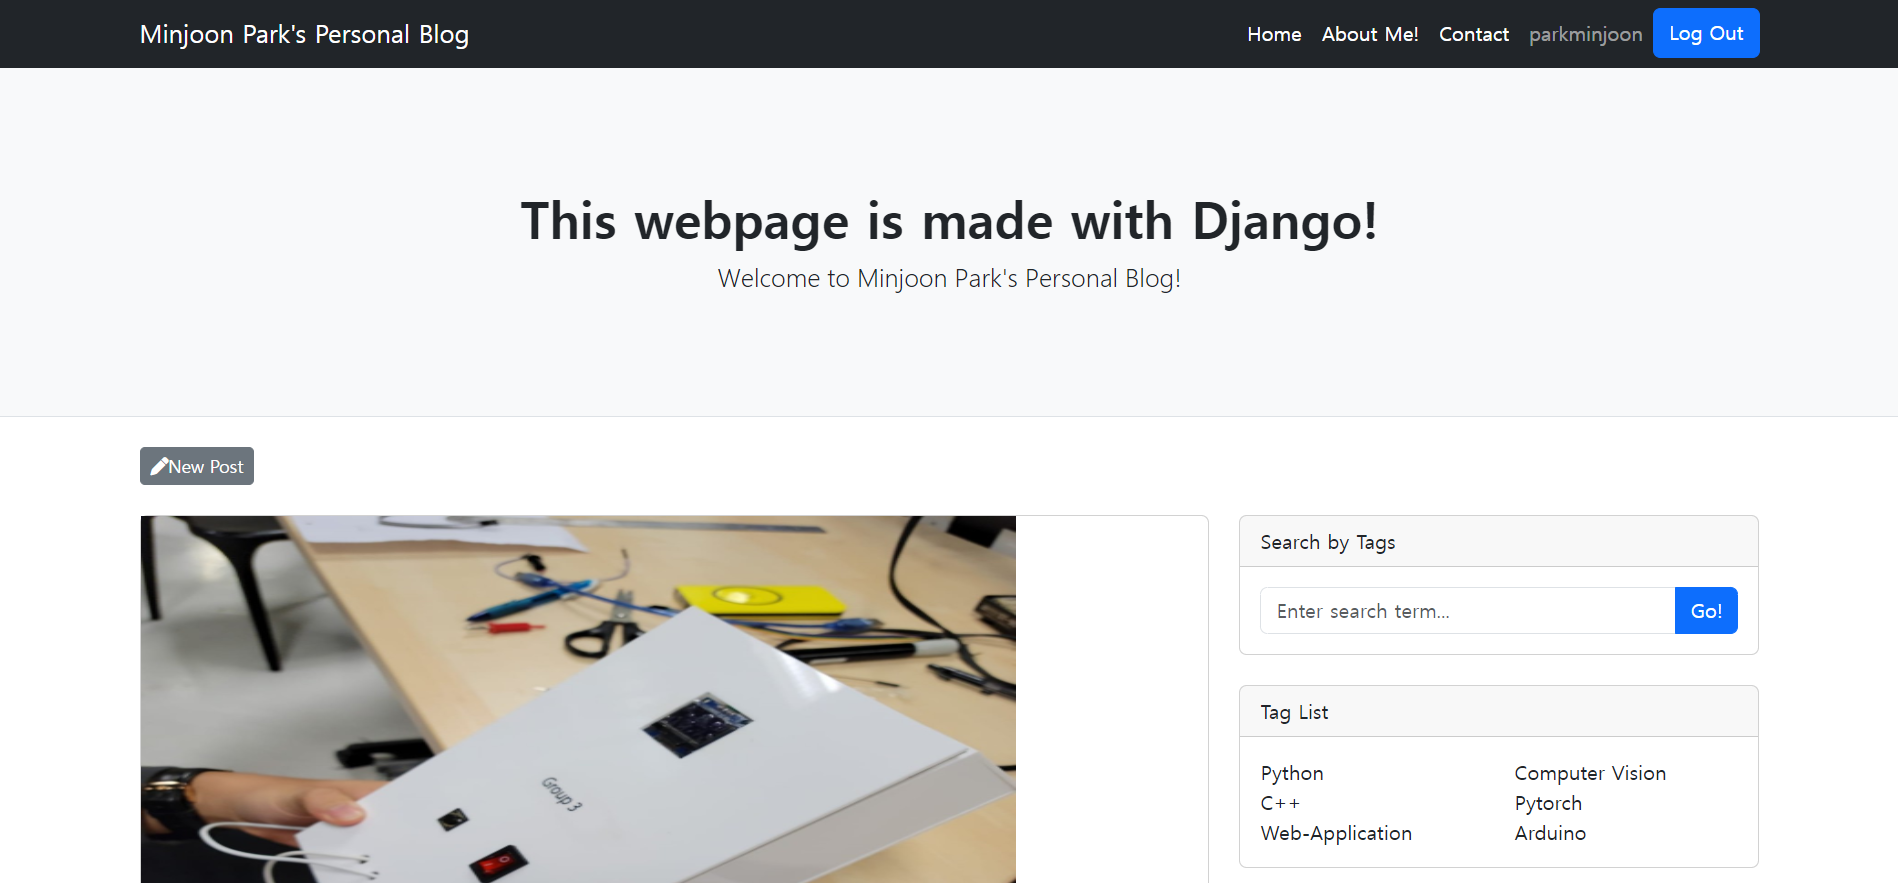 Minjoon Park's Personal Blog
Home About Me! Contact parkminjoon Log Out
This webpage is made with Django!
Welcome to Minjoon Park's Personal Blog!
New Post
Group 3
Search by Tags
Enter search term...
Go!
Tag List
Python
C++
Web-Application
Computer Vision
Pytorch
Arduino